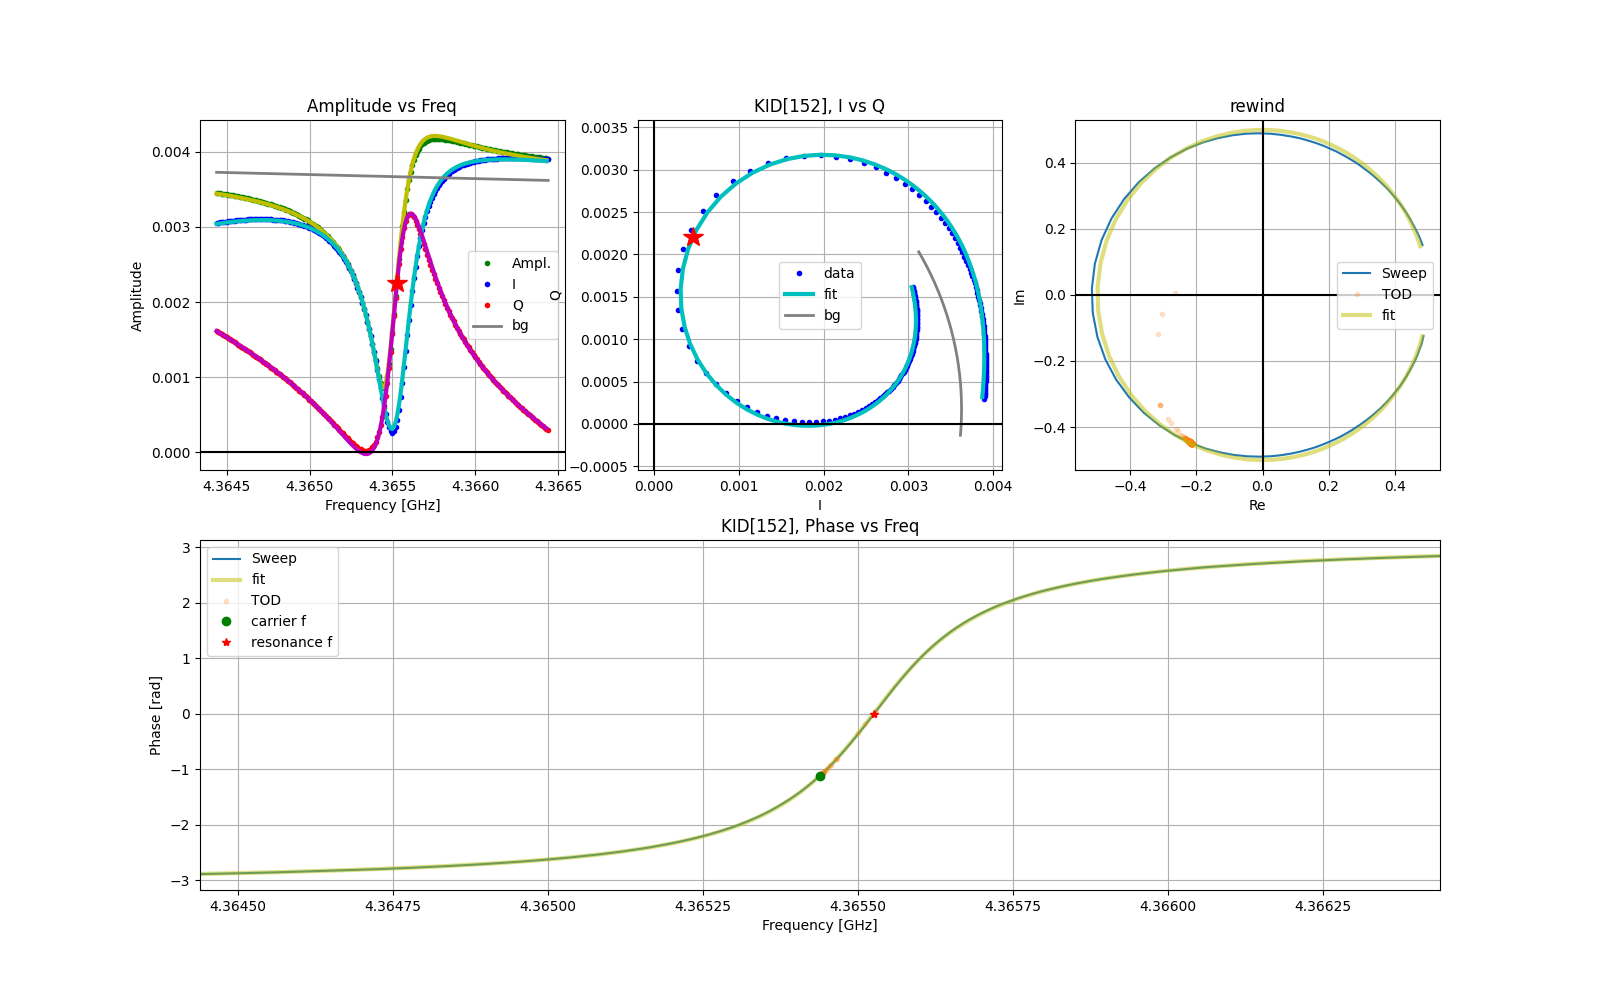 Amplitude vs Freq
Amplitude
0.004
0.003
0.002
0.001
0.000
4.3645 4.3650 4.3655 4.3660 4.3665
Frequency [GHz]
Ampl.
I
Q
bg
KID[152], I vs Q
Q
0.0035
0.0030
0.0025
0.0020
0.0015
0.0010
0.0005
0.0000
−0.0005
0.000 0.001 0.002 0.003 0.004
I
data
fit
bg
rewind
Im
0.4
0.2
0.0
−0.2
−0.4
−0.4 −0.2 0.0 0.2 0.4
Re
Sweep
TOD
fit
KID[152], Phase vs Freq
Phase [rad]
3
2
1
0
−1
−2
−3
Sweep
fit
TOD
carrier f
resonance f
4.36450 4.36475 4.36500 4.36525 4.36550 4.36575 4.36600 4.36625
Frequency [GHz]